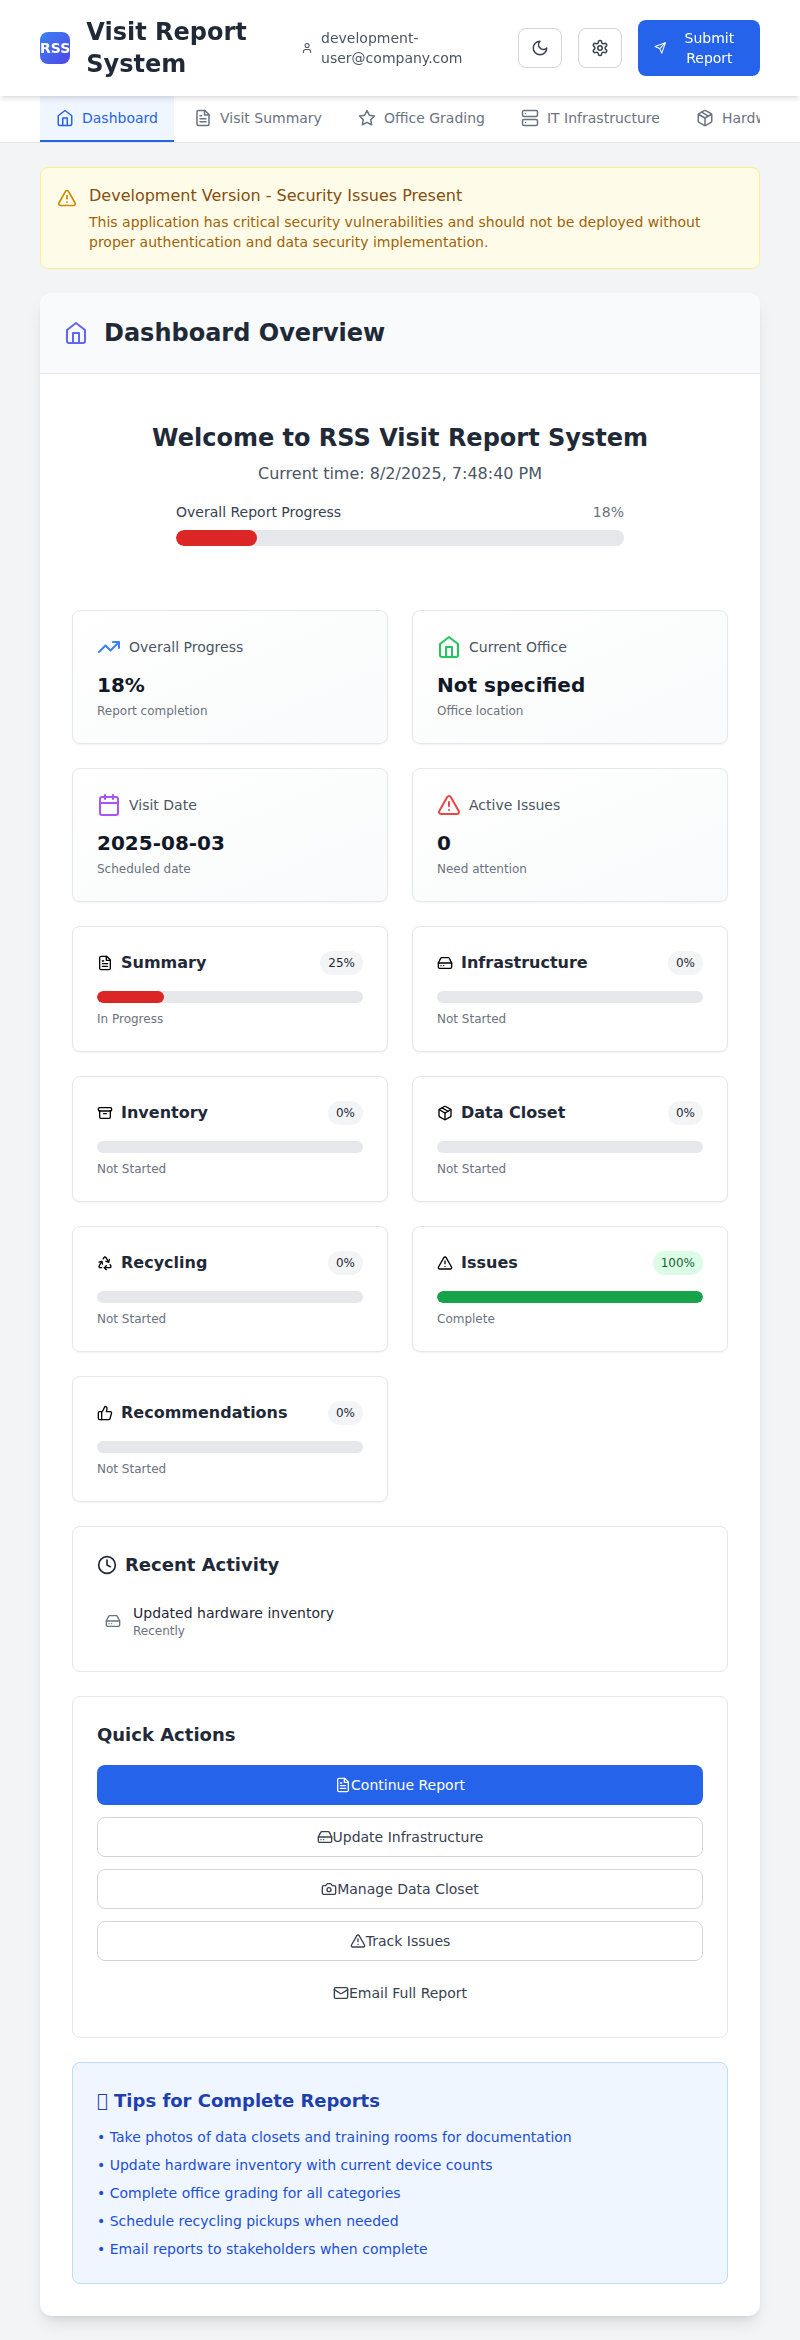 RSS
Visit Report
System
development-
user@company.com
Submit
Report
Dashboard
Visit Summary
Office Grading
IT Infrastructure
Development Version - Security Issues Present
This application has critical security vulnerabilities and should not be deployed without
proper authentication and data security implementation.
Dashboard Overview
Welcome to RSS Visit Report System
Current time: 8/2/2025, 7:48:40 PM
Overall Report Progress
18%
Overall Progress
18%
Report completion
Current Office
Not specified
Office location
Visit Date
2025-08-03
Scheduled date
Active Issues
0
Need attention
Summary
25%
In Progress
Infrastructure
0%
Not Started
Inventory
0%
Not Started
Data Closet
0%
Not Started
Recycling
0%
Not Started
Issues
100%
Complete
Recommendations
0%
Not Started
Recent Activity
Updated hardware inventory
Recently
Quick Actions
Continue Report
Update Infrastructure
Manage Data Closet
Track Issues
Email Full Report
Tips for Complete Reports
• Take photos of data closets and training rooms for documentation
• Update hardware inventory with current device counts
• Complete office grading for all categories
• Schedule recycling pickups when needed
• Email reports to stakeholders when complete